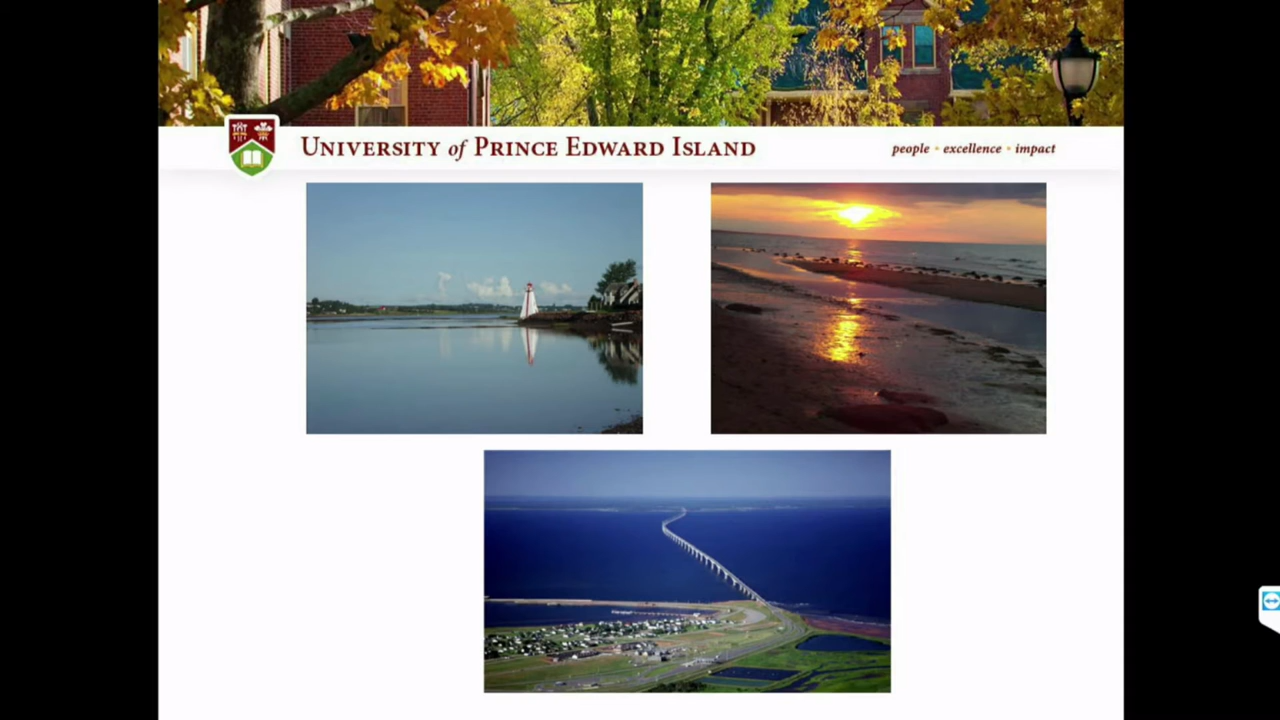 University of Prince Edward Island
people • excellence • impact